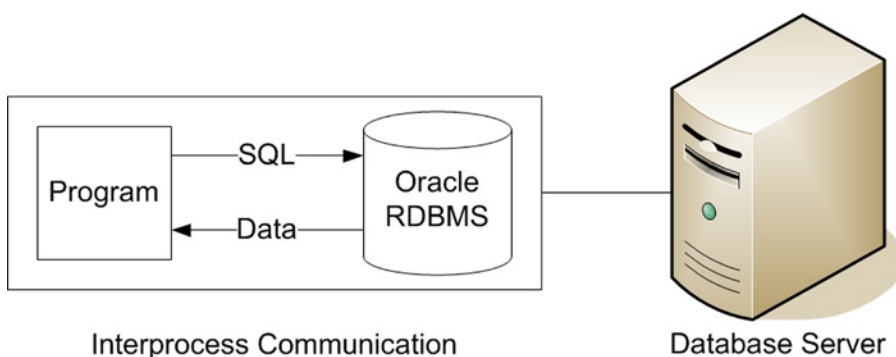 SQL
Program
Oracle
RDBMS
Data
Interprocess Communication
Database Server